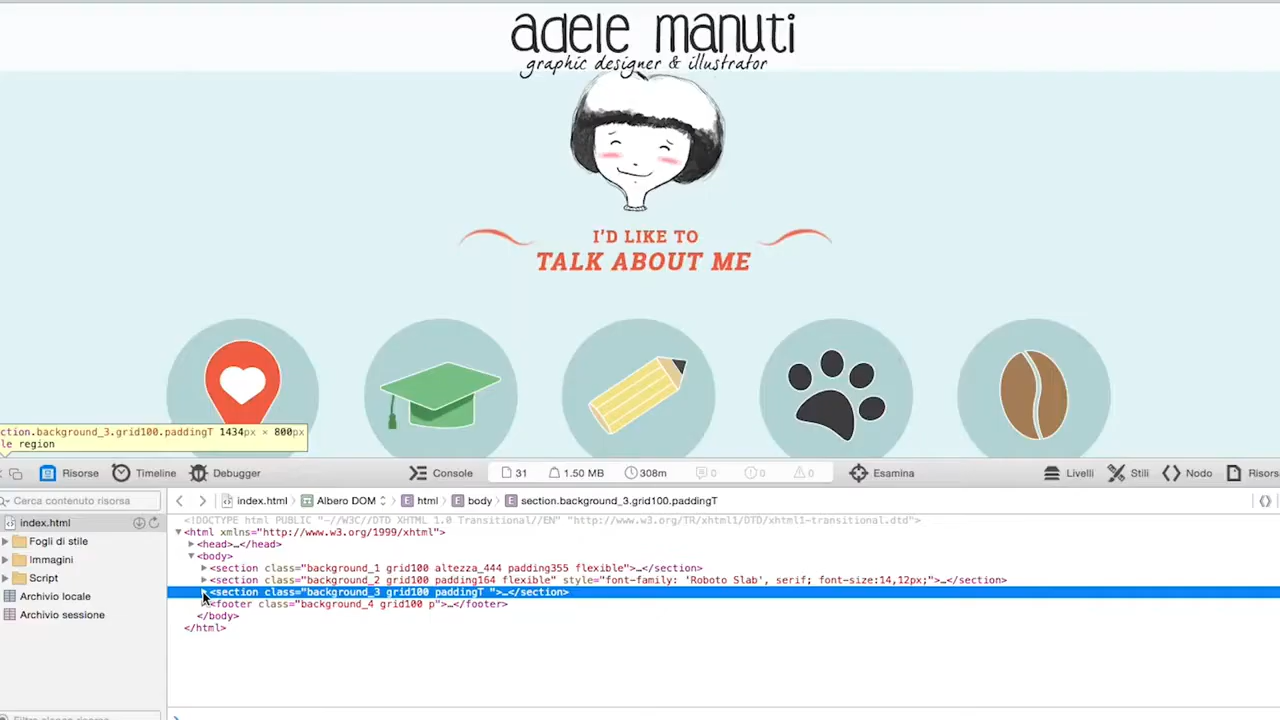 adele manuti
graphic designer & illustrator
I'D LIKE TO
TALK ABOUT ME
ction.background_3.grid100.paddingT 1434px × 800px
le region
Risorse Timeline Debugger Console 31 1.50 MB 308m 0 0 0 Esamina Livelli Stili Nodo Risors
Cerca contenuto risorsa index.html Albero DOM html body section.background_3.grid100.paddingT
index.html
Fogli di stile
Immagini
Script
Archivio locale
Archivio sessione
<!DOCTYPE html PUBLIC "-//W3C//DTD XHTML 1.0 Transitional//EN" "http://www.w3.org/TR/xhtml1/DTD/xhtml1-transitional.dtd">
<html xmlns="http://www.w3.org/1999/xhtml">
<head>…</head>
<body>
<section class="background_1 grid100 altezza_444 padding355 flexible">…</section>
<section class="background_2 grid100 padding164 flexible" style="font-family: 'Roboto Slab', serif; font-size:14,12px;">…</section>
<section class="background_3 grid100 paddingT ">…</section>
<footer class="background_4 grid100 p">…</footer>
</body>
</html>